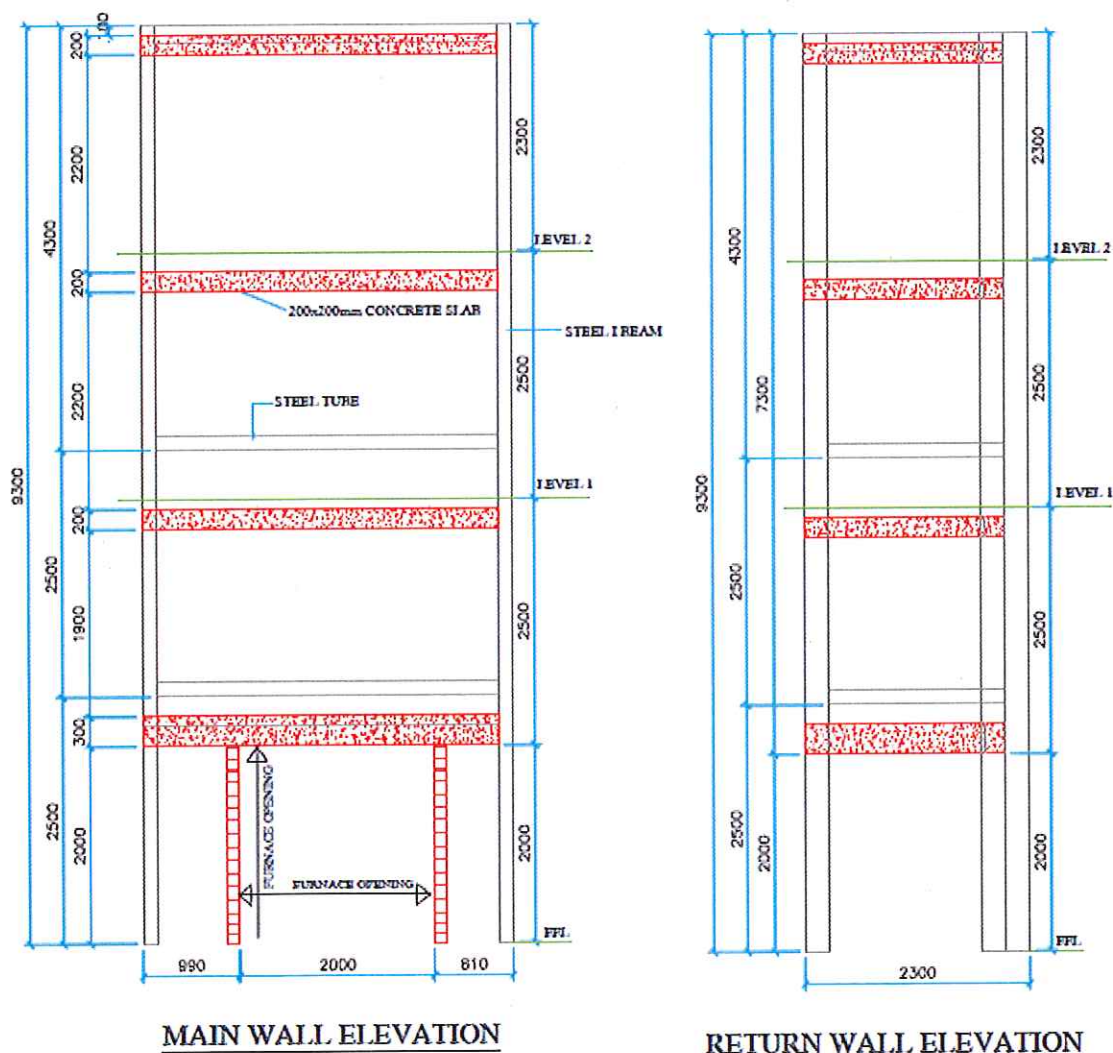 100
200
2200
2300
4300
LEVEL 2
200
200x200mm CONCRETE SLAB
STEEL I BEAM
2500
2200
STEEL TUBE
9300
LEVEL 1
200
2500
1900
2500
300
FURNACE OPENING
2500
2000
2000
FURNACE OPENING
FFL
990
2000
810
MAIN WALL ELEVATION
2300
4300
LEVEL 2
7300
2500
9300
LEVEL 1
2500
2500
2500
2000
2000
FFL
2300
RETURN WALL ELEVATION